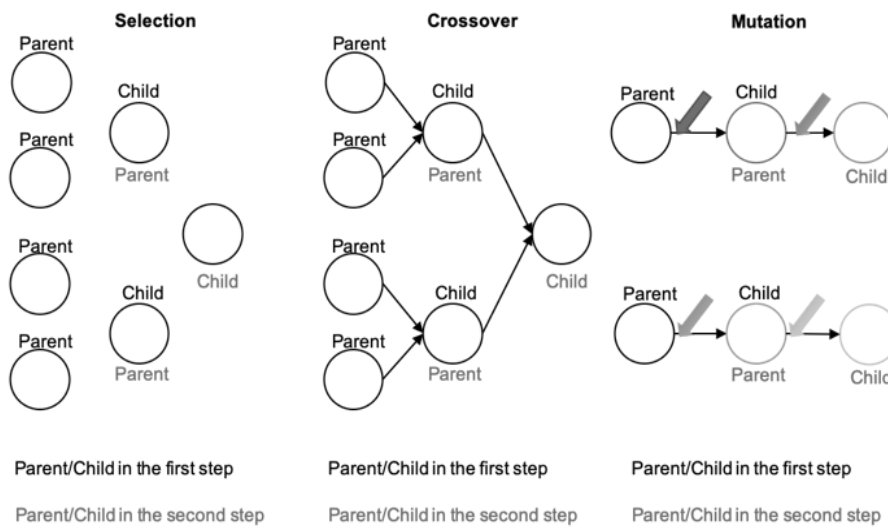 Selection
Parent
Child
Parent
Parent
Parent
Child
Child
Parent
Parent
Parent/Child in the first step
Parent/Child in the second step
Crossover
Parent
Child
Parent
Parent
Parent
Child
Child
Parent
Parent
Parent/Child in the first step
Parent/Child in the second step
Mutation
Parent
Child
Parent
Child
Parent
Child
Parent
Child
Parent/Child in the first step
Parent/Child in the second step